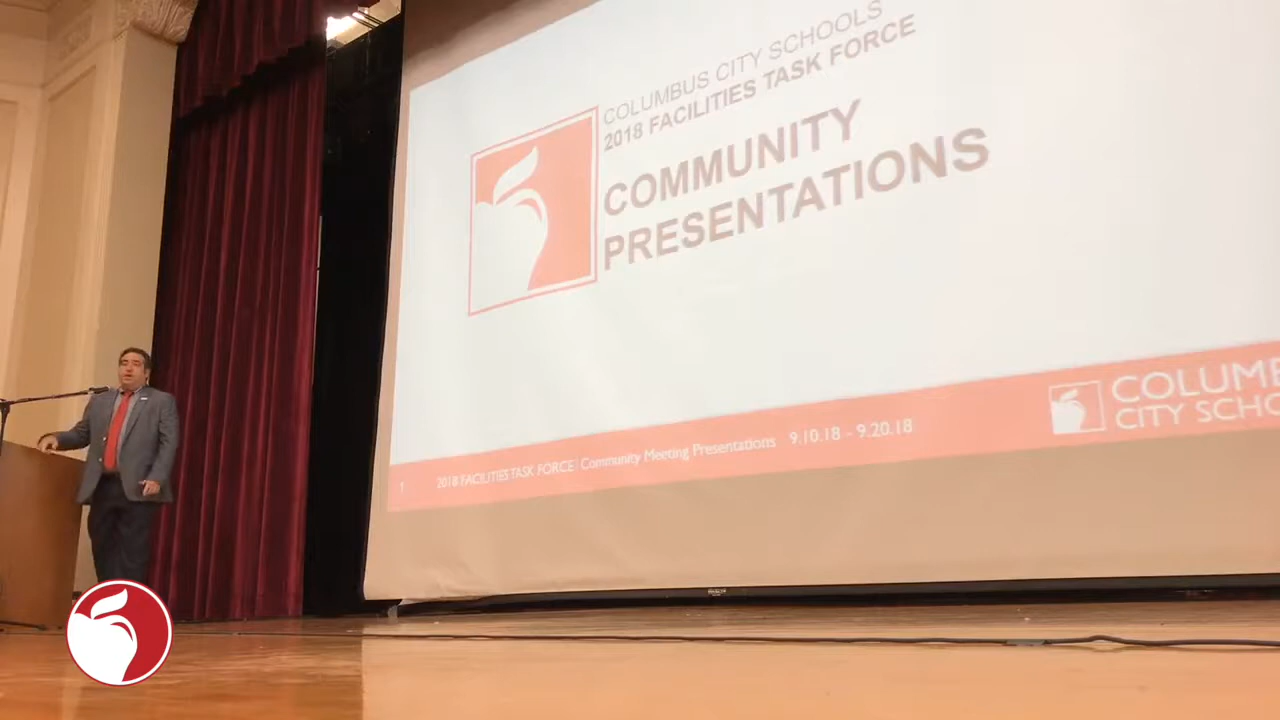 COLUMBUS CITY SCHOOLS
2018 FACILITIES TASK FORCE
COMMUNITY
PRESENTATIONS
1 2018 FACILITIES TASK FORCE | Community Meeting Presentations 9.10.18 - 9.20.18
COLUMB
CITY SCHO